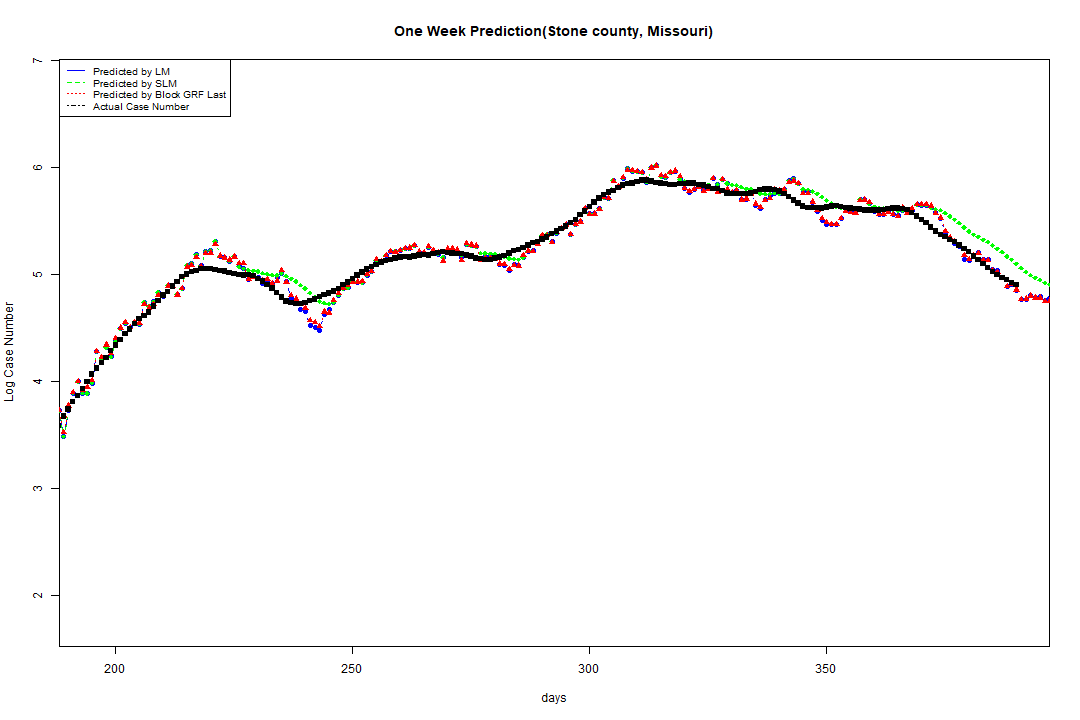 One Week Prediction(Stone county, Missouri)
Predicted by LM
Predicted by SLM
Predicted by Block GRF Last
Actual Case Number
7
6
5
4
3
2
Log Case Number
200
250
300
350
days